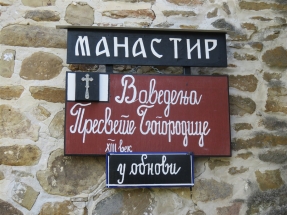 МАНАСТИР
Ваведења
Пресвете Богородице
XIII век
у обнови